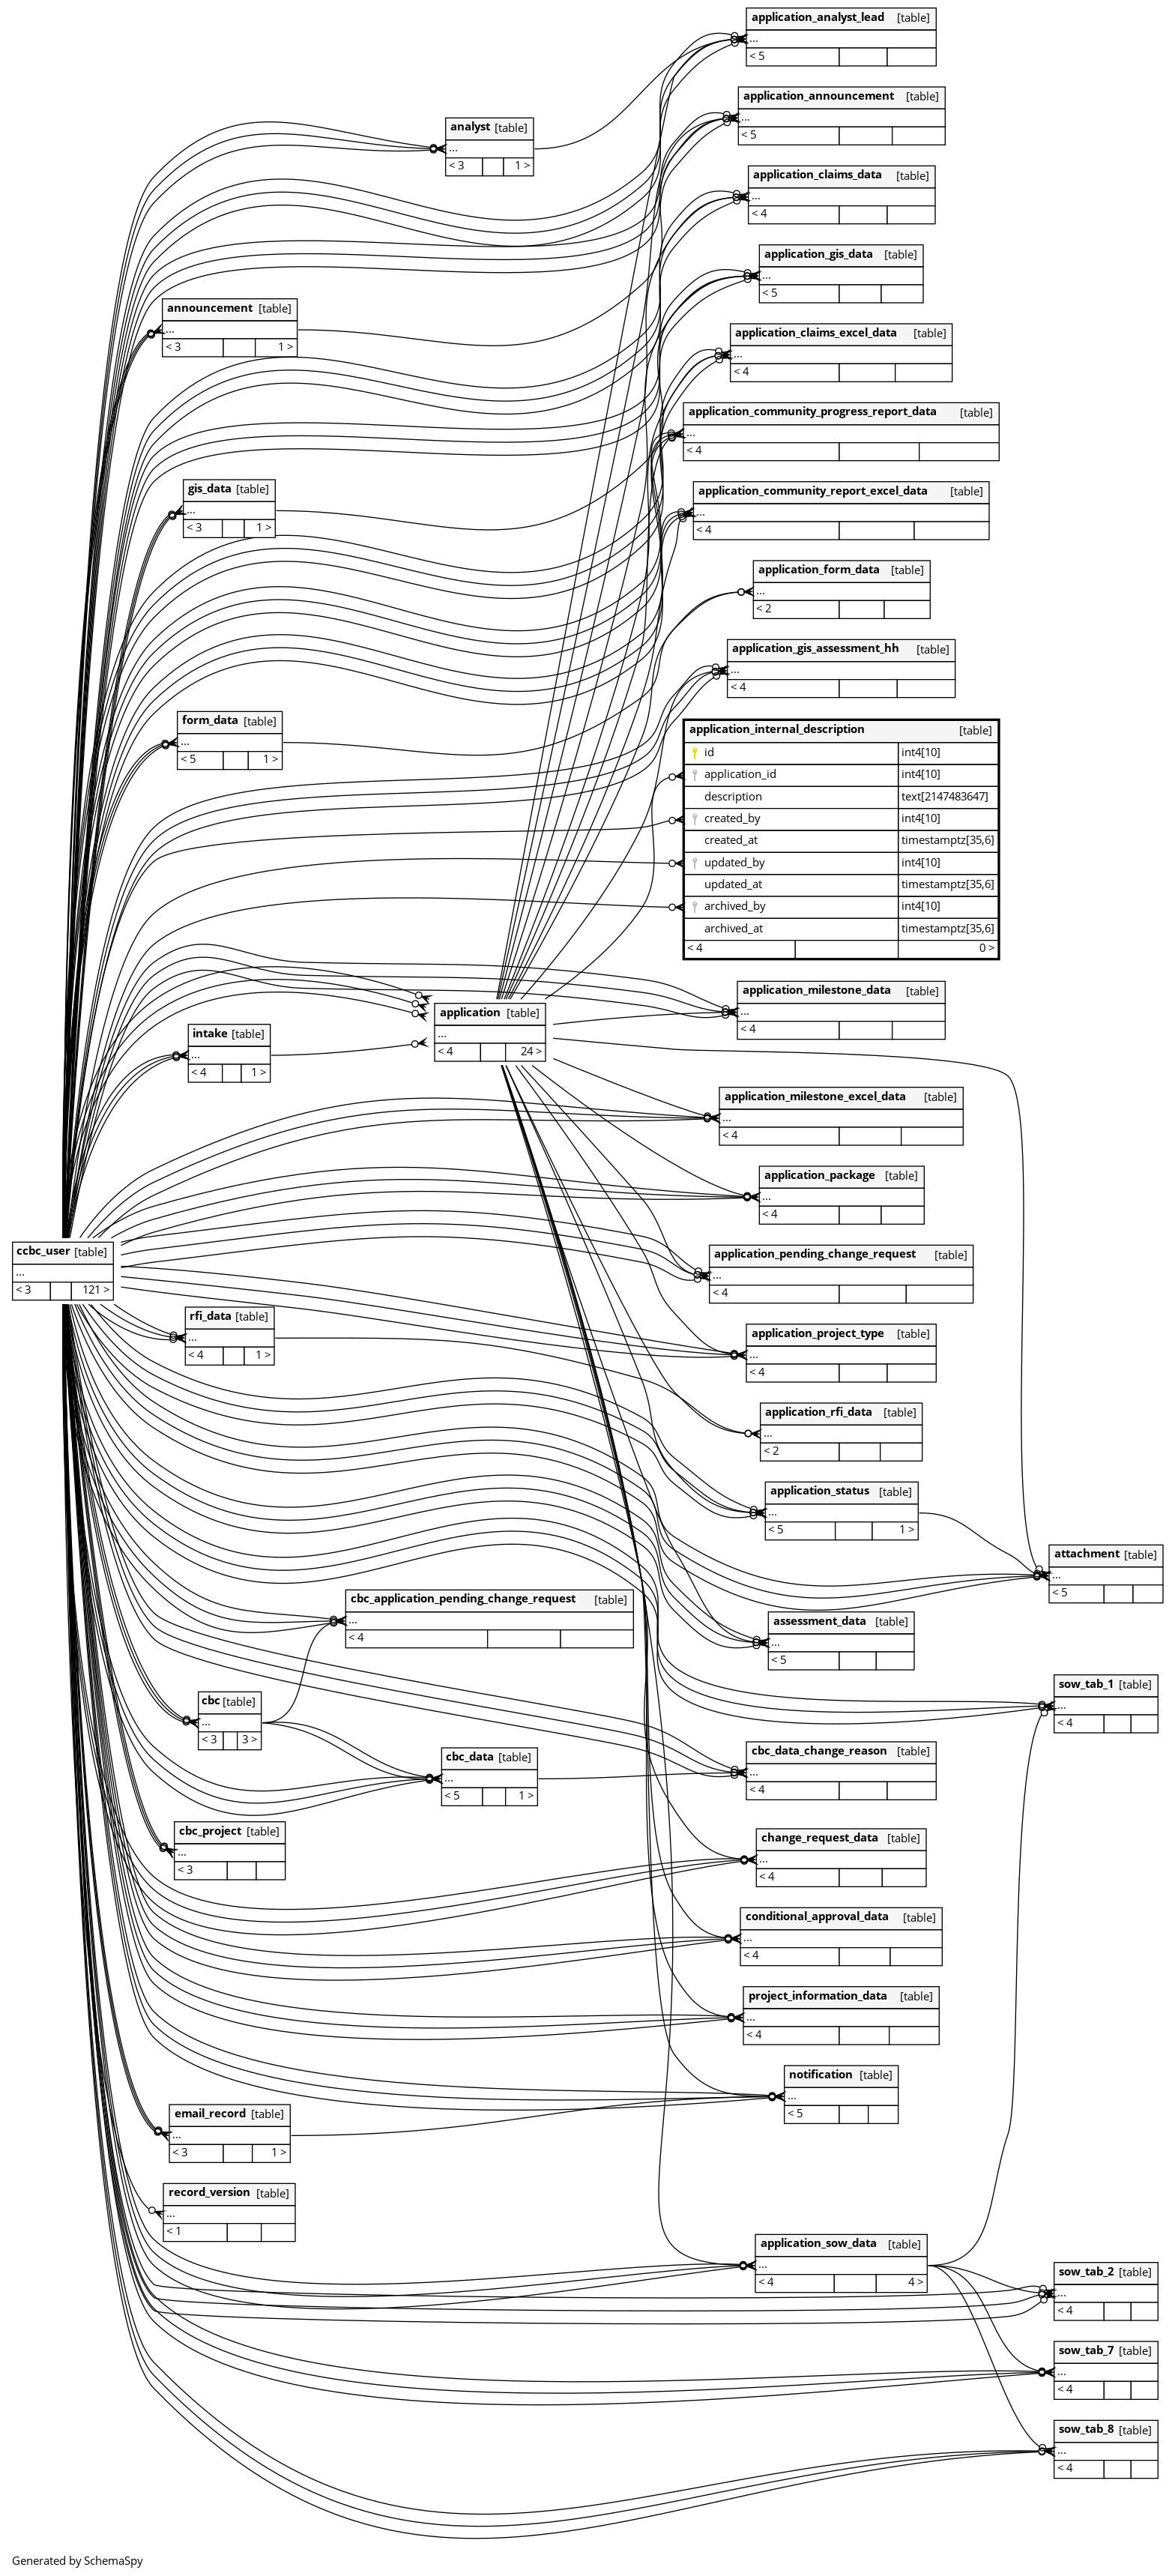 application_analyst_lead [table]
...
< 5
application_announcement [table]
...
< 5
analyst [table]
...
< 3 1 >
application_claims_data [table]
...
< 4
application_gis_data [table]
...
< 5
announcement [table]
...
< 3 1 >
application_claims_excel_data [table]
...
< 4
application_community_progress_report_data [table]
...
< 4
gis_data [table]
...
< 3 1 >
application_community_report_excel_data [table]
...
< 4
application_form_data [table]
...
< 2
application_gis_assessment_hh [table]
...
< 4
form_data [table]
...
< 5 1 >
application_internal_description [table]
id int4[10]
application_id int4[10]
description text[2147483647]
created_by int4[10]
created_at timestamptz[35,6]
updated_by int4[10]
updated_at timestamptz[35,6]
archived_by int4[10]
archived_at timestamptz[35,6]
< 4 0 >
application_milestone_data [table]
...
< 4
application [table]
...
< 4 24 >
intake [table]
...
< 4 1 >
application_milestone_excel_data [table]
...
< 4
application_package [table]
...
< 4
ccbc_user [table]
...
< 3 121 >
application_pending_change_request [table]
...
< 4
rfi_data [table]
...
< 4 1 >
application_project_type [table]
...
< 4
application_rfi_data [table]
...
< 2
application_status [table]
...
< 5 1 >
attachment [table]
...
< 5
cbc_application_pending_change_request [table]
...
< 4
assessment_data [table]
...
< 5
sow_tab_1 [table]
...
< 4
cbc [table]
...
< 3 3 >
cbc_data [table]
...
< 5 1 >
cbc_data_change_reason [table]
...
< 4
cbc_project [table]
...
< 3
change_request_data [table]
...
< 4
conditional_approval_data [table]
...
< 4
project_information_data [table]
...
< 4
notification [table]
...
< 5
email_record [table]
...
< 3 1 >
record_version [table]
...
< 1
application_sow_data [table]
...
< 4 4 >
sow_tab_2 [table]
...
< 4
sow_tab_7 [table]
...
< 4
sow_tab_8 [table]
...
< 4
Generated by SchemaSpy